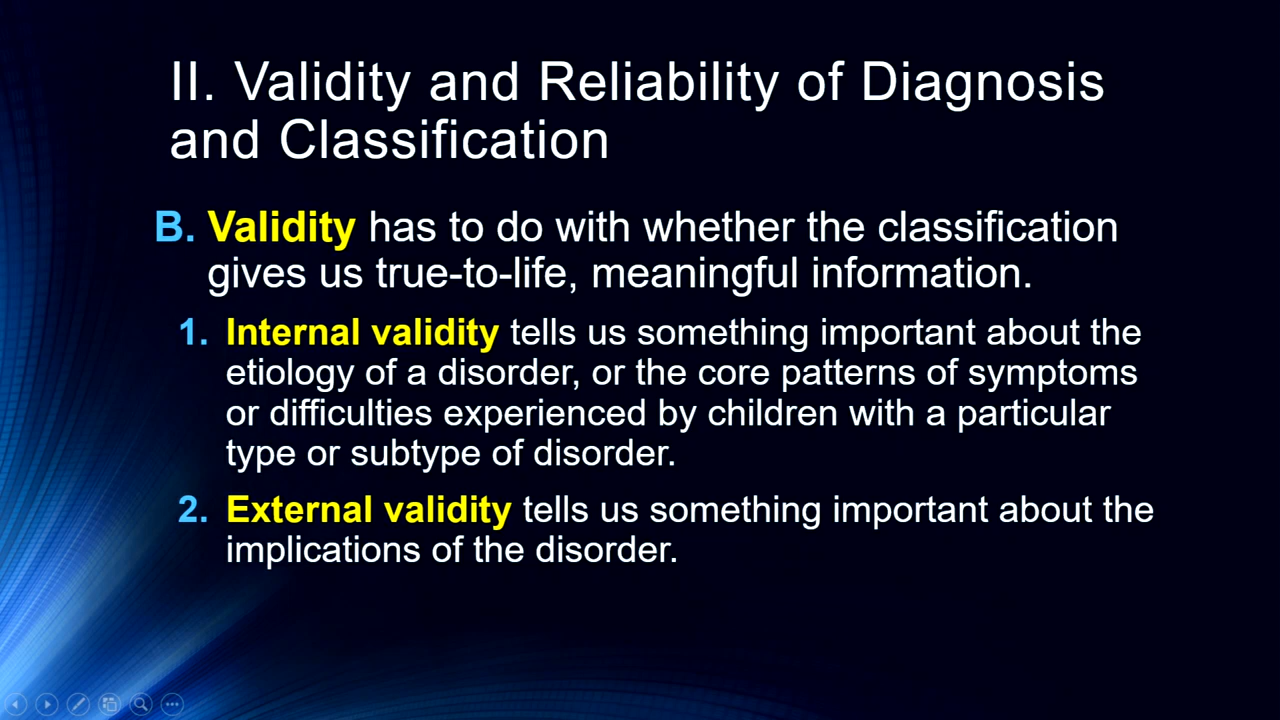 II. Validity and Reliability of Diagnosis
and Classification
B. Validity has to do with whether the classification
gives us true-to-life, meaningful information.
1. Internal validity tells us something important about the
etiology of a disorder, or the core patterns of symptoms
or difficulties experienced by children with a particular
type or subtype of disorder.
2. External validity tells us something important about the
implications of the disorder.